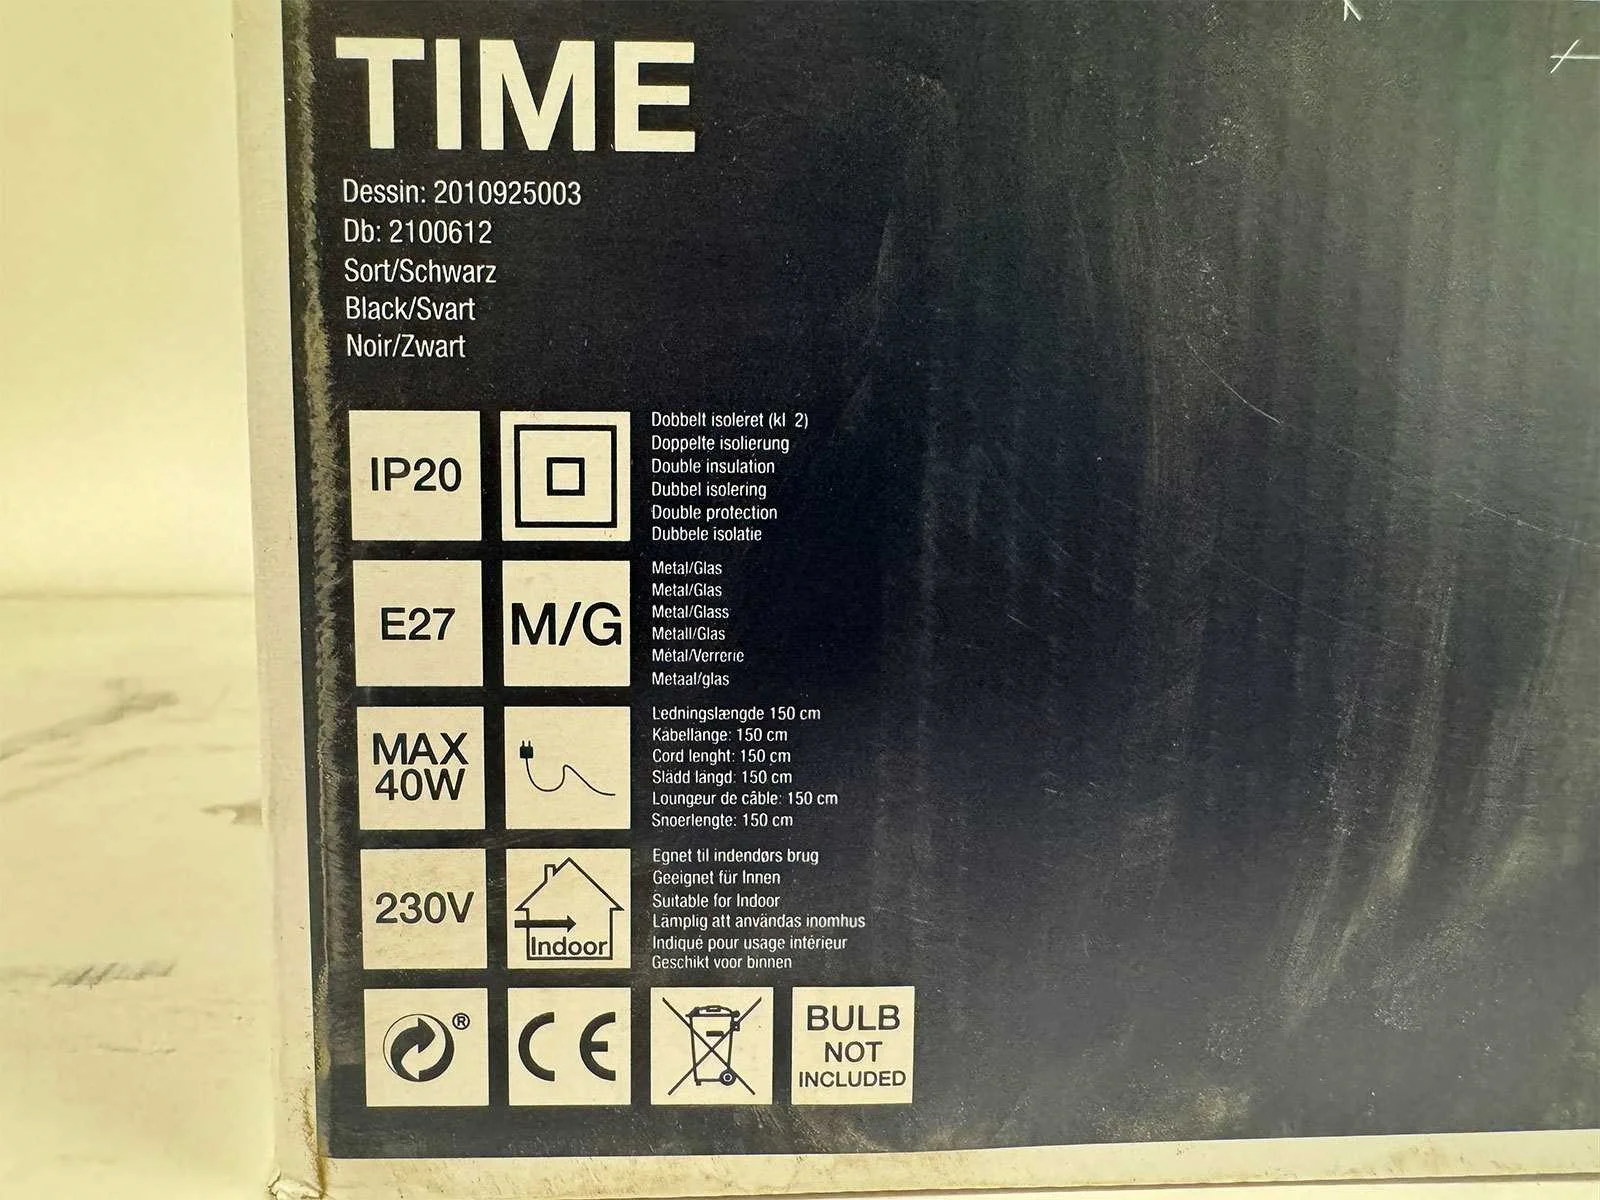 TIME
Dessin: 2010925003
Db: 2100612
Sort/Schwarz
Black/Svart
Noir/Zwart
IP20
Dobbelt isoleret (kl 2)
Doppelte isolierung
Double insulation
Dubbel isolering
Double protection
Dubbele isolatie
E27
M/G
Metal/Glas
Metal/Glas
Metal/Glass
Metall/Glas
Métal/Verrerie
Metaal/glas
MAX
40W
Ledningslængde 150 cm
Kabellänge: 150 cm
Cord lenght: 150 cm
Slädd längd: 150 cm
Loungeur de câble: 150 cm
Snoerlengte: 150 cm
230V
Indoor
Egnet til indendørs brug
Geeignet für Innen
Suitable for Indoor
Lämplig att användas inomhus
Indiqué pour usage intérieur
Geschikt voor binnen
®
CE
BULB
NOT
INCLUDED